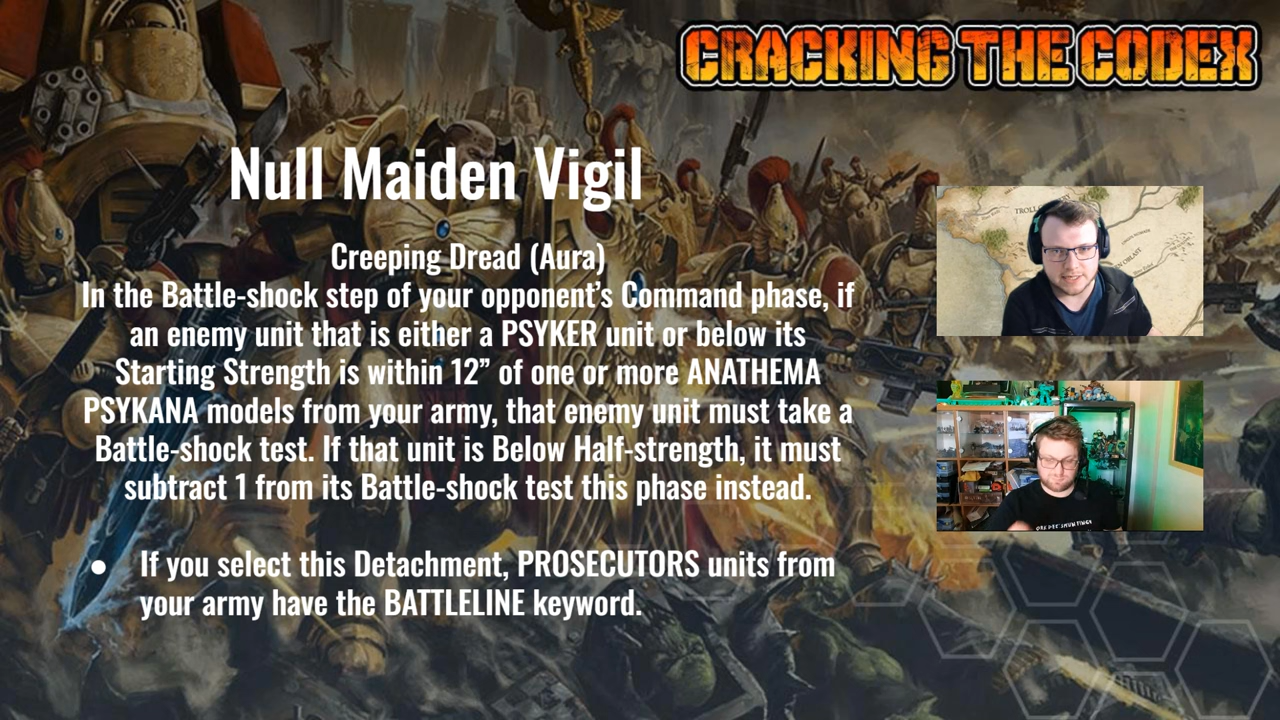 CRACKING THE CODEX
Null Maiden Vigil
Creeping Dread (Aura)
In the Battle-shock step of your opponent’s Command phase, if
an enemy unit that is either a PSYKER unit or below its
Starting Strength is within 12” of one or more ANATHEMA
PSYKANA models from your army, that enemy unit must take a
Battle-shock test. If that unit is Below Half-strength, it must
subtract 1 from its Battle-shock test this phase instead.
● If you select this Detachment, PROSECUTORS units from
your army have the BATTLELINE keyword.